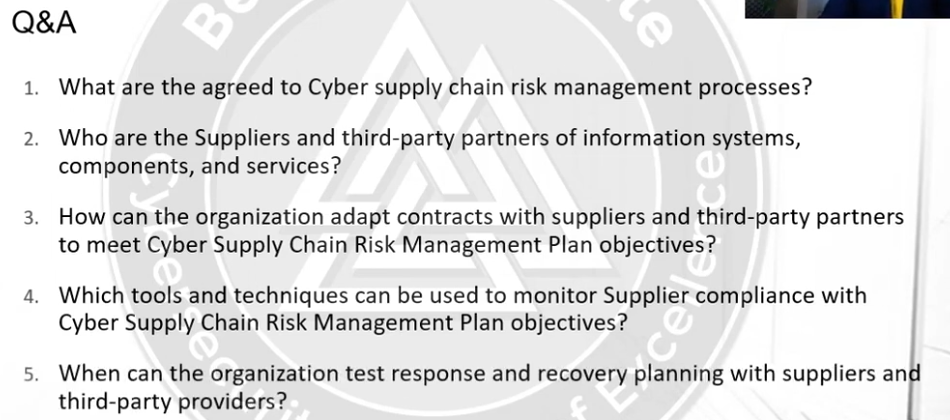 Q&A
1. What are the agreed to Cyber supply chain risk management processes?
2. Who are the Suppliers and third-party partners of information systems,
components, and services?
3. How can the organization adapt contracts with suppliers and third-party partners
to meet Cyber Supply Chain Risk Management Plan objectives?
4. Which tools and techniques can be used to monitor Supplier compliance with
Cyber Supply Chain Risk Management Plan objectives?
5. When can the organization test response and recovery planning with suppliers and
third-party providers?